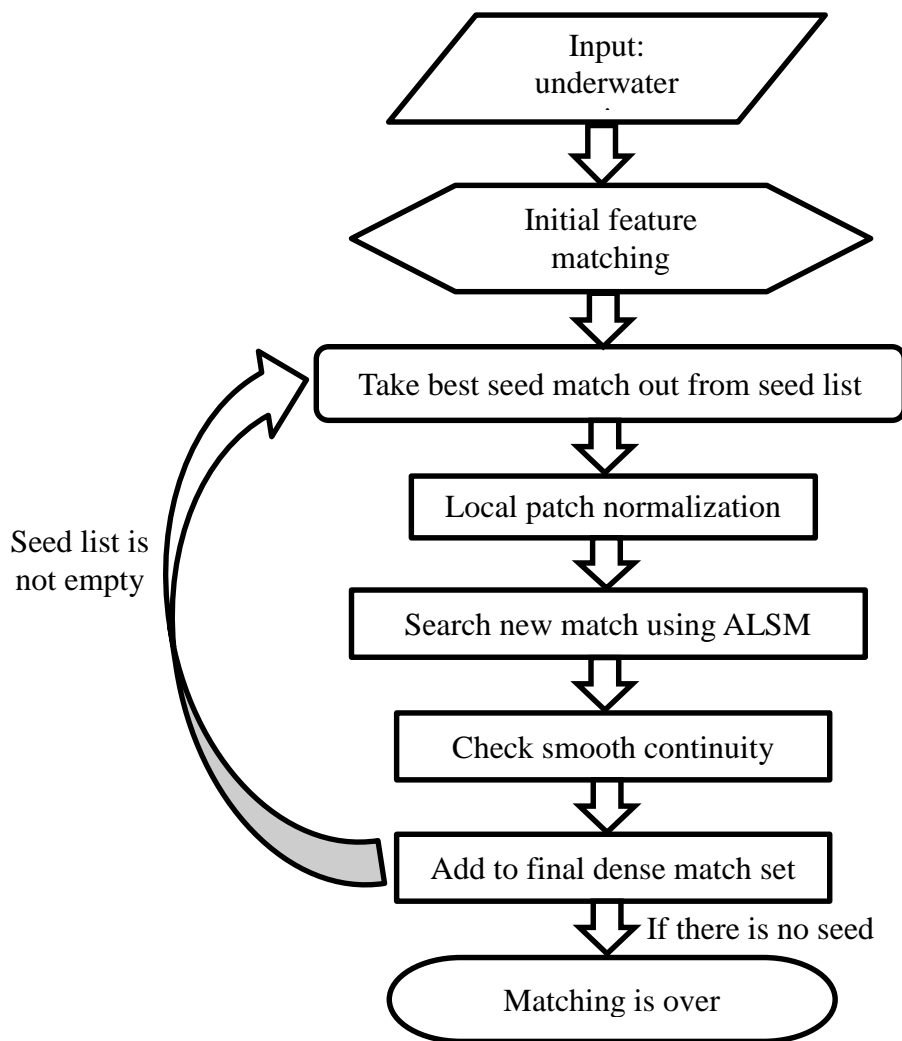 Input:
underwater
Initial feature
matching
Take best seed match out from seed list
Local patch normalization
Seed list is
not empty
Search new match using ALSM
Check smooth continuity
Add to final dense match set
If there is no seed
Matching is over